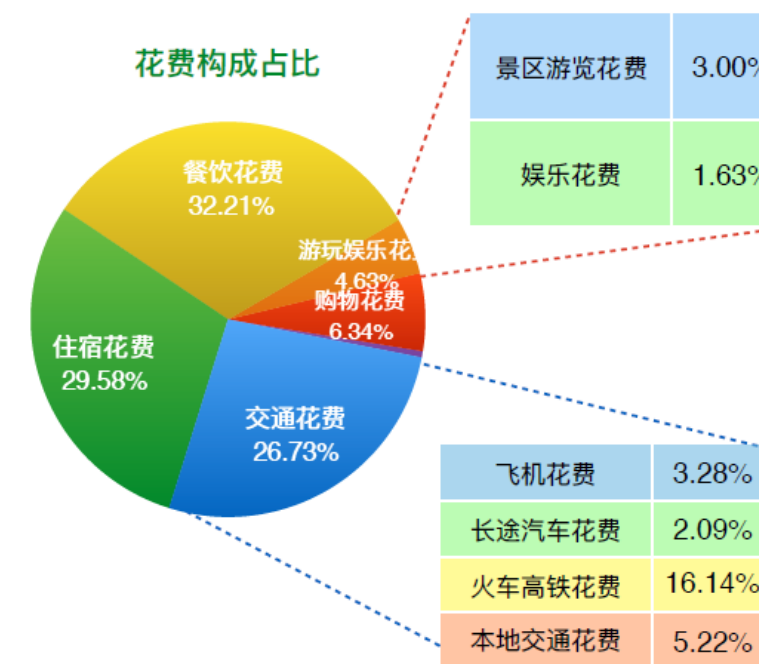 花费构成占比
景区游览花费 3.00%
娱乐花费 1.63%
餐饮花费
32.21%
游玩娱乐花
4.63%
购物花费
6.34%
住宿花费
29.58%
交通花费
26.73%
飞机花费 3.28%
长途汽车花费 2.09%
火车高铁花费 16.14%
本地交通花费 5.22%